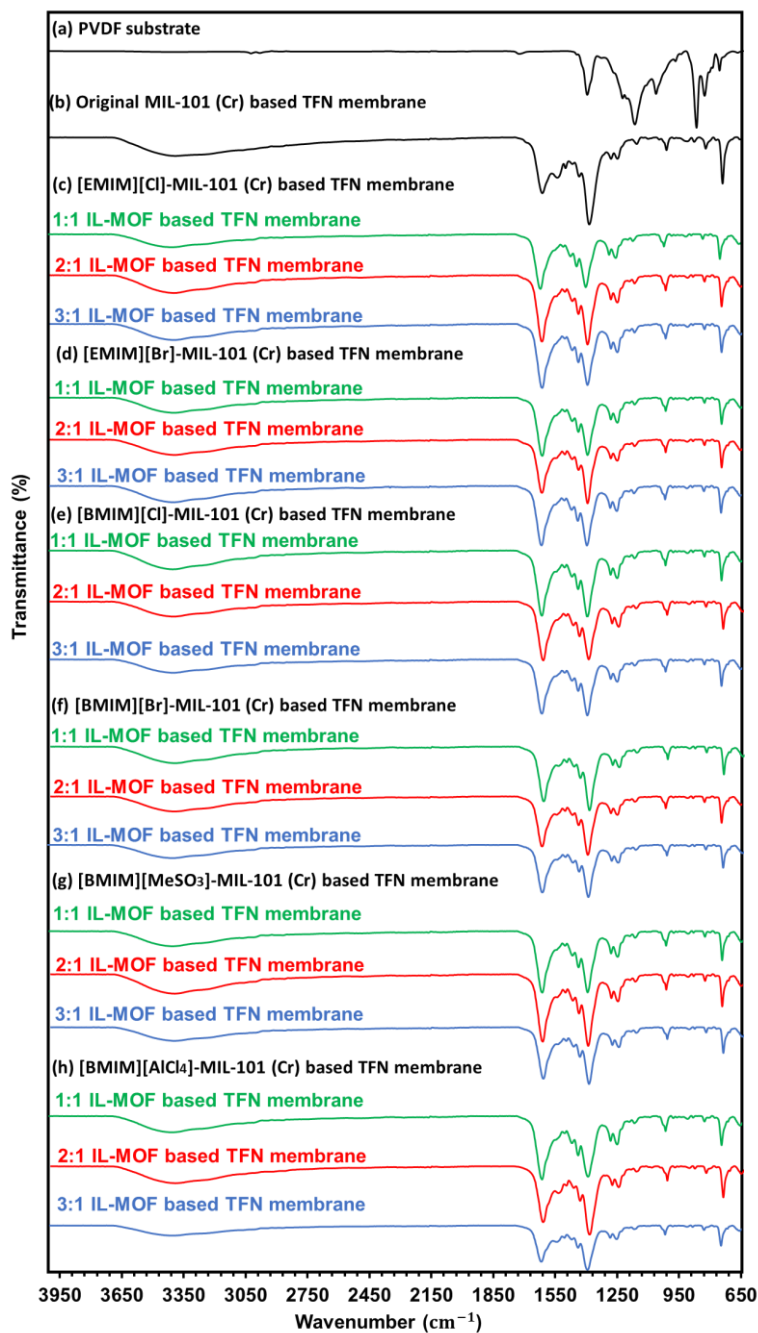 (a) PVDF substrate
(b) Original MIL-101 (Cr) based TFN membrane
(c) [EMIM][Cl]-MIL-101 (Cr) based TFN membrane
1:1 IL-MOF based TFN membrane
2:1 IL-MOF based TFN membrane
3:1 IL-MOF based TFN membrane
(d) [EMIM][Br]-MIL-101 (Cr) based TFN membrane
1:1 IL-MOF based TFN membrane
2:1 IL-MOF based TFN membrane
3:1 IL-MOF based TFN membrane
(e) [BMIM][Cl]-MIL-101 (Cr) based TFN membrane
1:1 IL-MOF based TFN membrane
2:1 IL-MOF based TFN membrane
3:1 IL-MOF based TFN membrane
(f) [BMIM][Br]-MIL-101 (Cr) based TFN membrane
1:1 IL-MOF based TFN membrane
2:1 IL-MOF based TFN membrane
3:1 IL-MOF based TFN membrane
(g) [BMIM][MeSO₃]-MIL-101 (Cr) based TFN membrane
1:1 IL-MOF based TFN membrane
2:1 IL-MOF based TFN membrane
3:1 IL-MOF based TFN membrane
(h) [BMIM][AlCl₄]-MIL-101 (Cr) based TFN membrane
1:1 IL-MOF based TFN membrane
2:1 IL-MOF based TFN membrane
3:1 IL-MOF based TFN membrane
Transmittance (%)
3950 3650 3350 3050 2750 2450 2150 1850 1550 1250 950 650
Wavenumber (cm⁻¹)